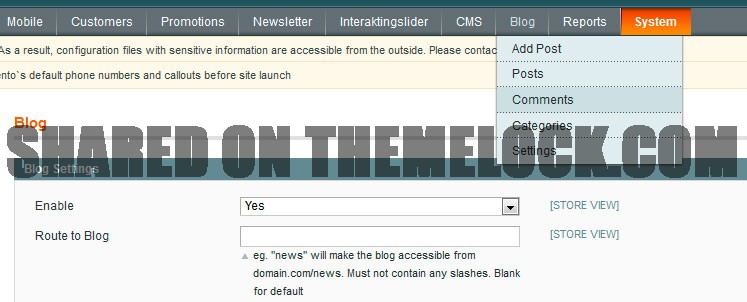 Mobile Customers Promotions Newsletter Interaktingslider CMS Blog Reports System
As a result, configuration files with sensitive information are accessible from the outside. Please contac
Add Post
ento`s default phone numbers and callouts before site launch
Posts
Comments
Blog
Categories
SHARED ON THEMELOCK.COM
Settings
Blog Settings
Enable Yes [STORE VIEW]
Route to Blog [STORE VIEW]
eg. "news" will make the blog accessible from
domain.com/news. Must not contain any slashes. Blank
for default